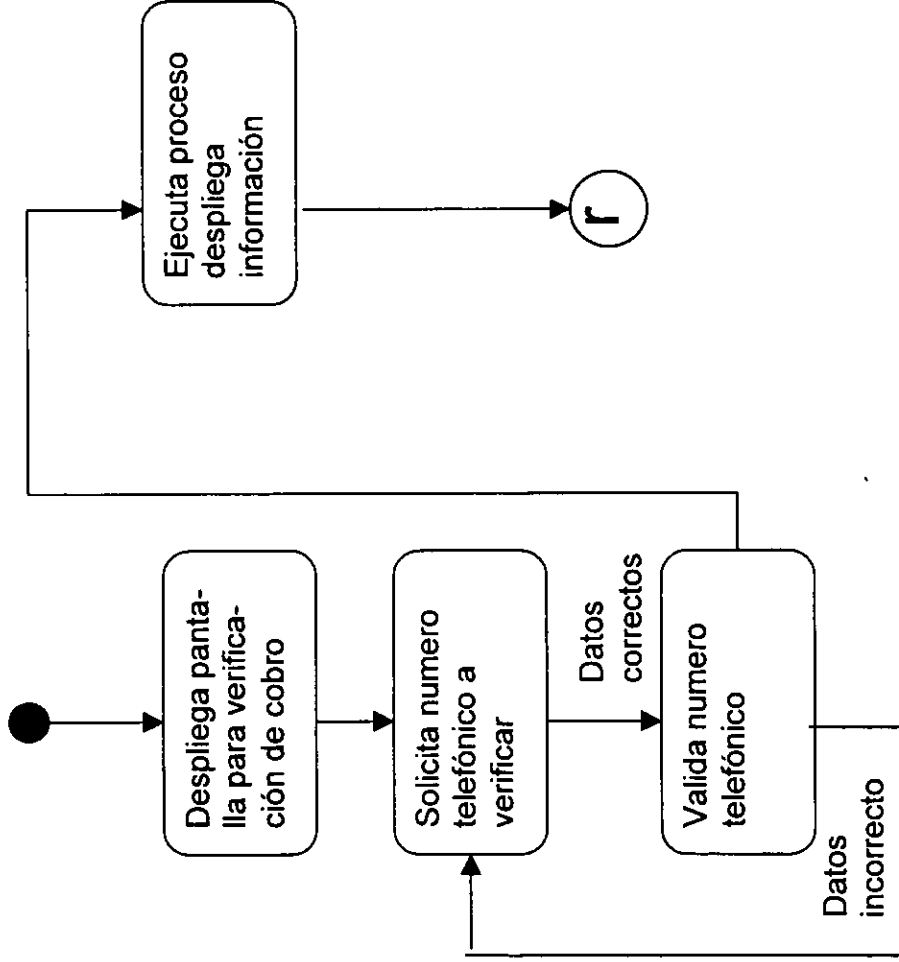 Despliega panta-
lla para verifica-
ción de cobro
Solicita numero
telefónico a
verificar
Datos
correctos
Valida numero
telefónico
Datos
incorrecto
Ejecuta proceso
despliega
información
r